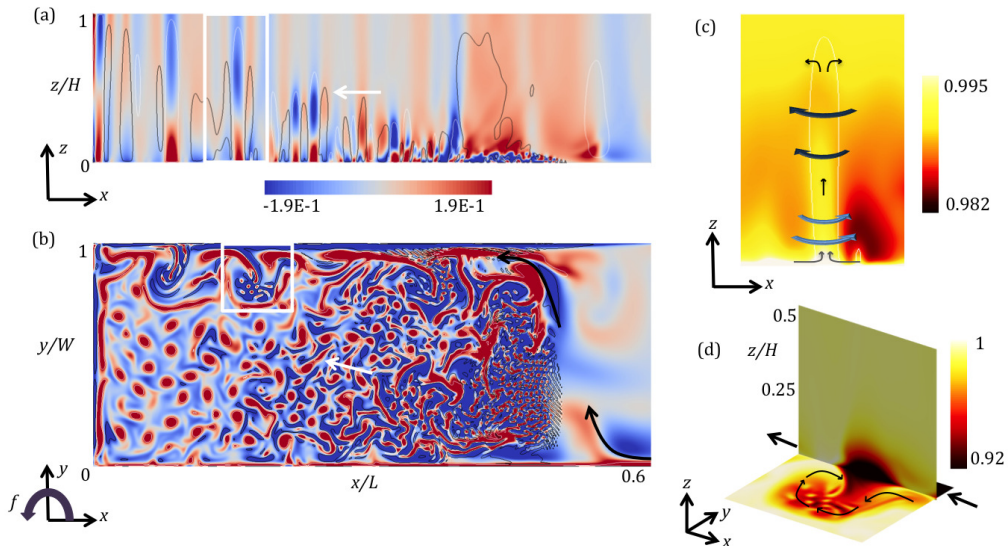 (a)
1
z/H
0
z
x
-1.9E-1 1.9E-1
(b)
1
y/W
0
x/L
0.6
y
f
x
(c)
0.995
0.982
z
x
(d)
0.5
z/H
0.25
1
0.92
z
y
x